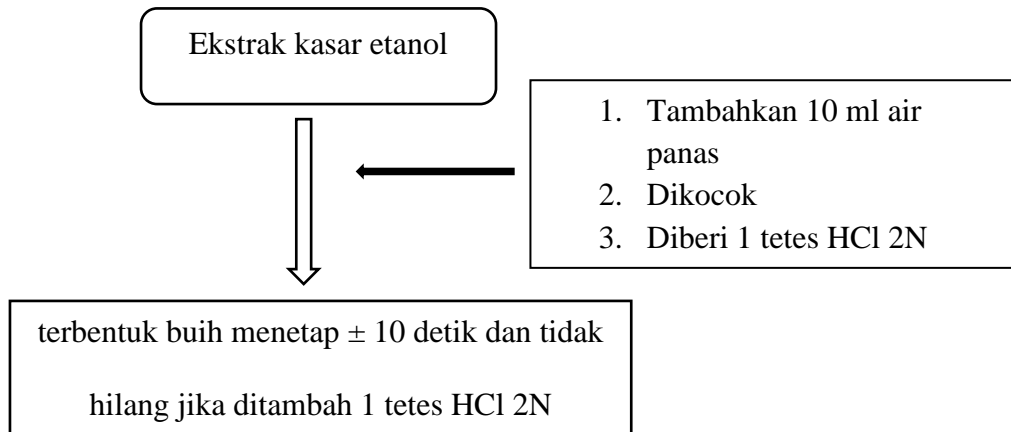 Ekstrak kasar etanol
1. Tambahkan 10 ml air
panas
2. Dikocok
3. Diberi 1 tetes HCl 2N
terbentuk buih menetap ± 10 detik dan tidak
hilang jika ditambah 1 tetes HCl 2N